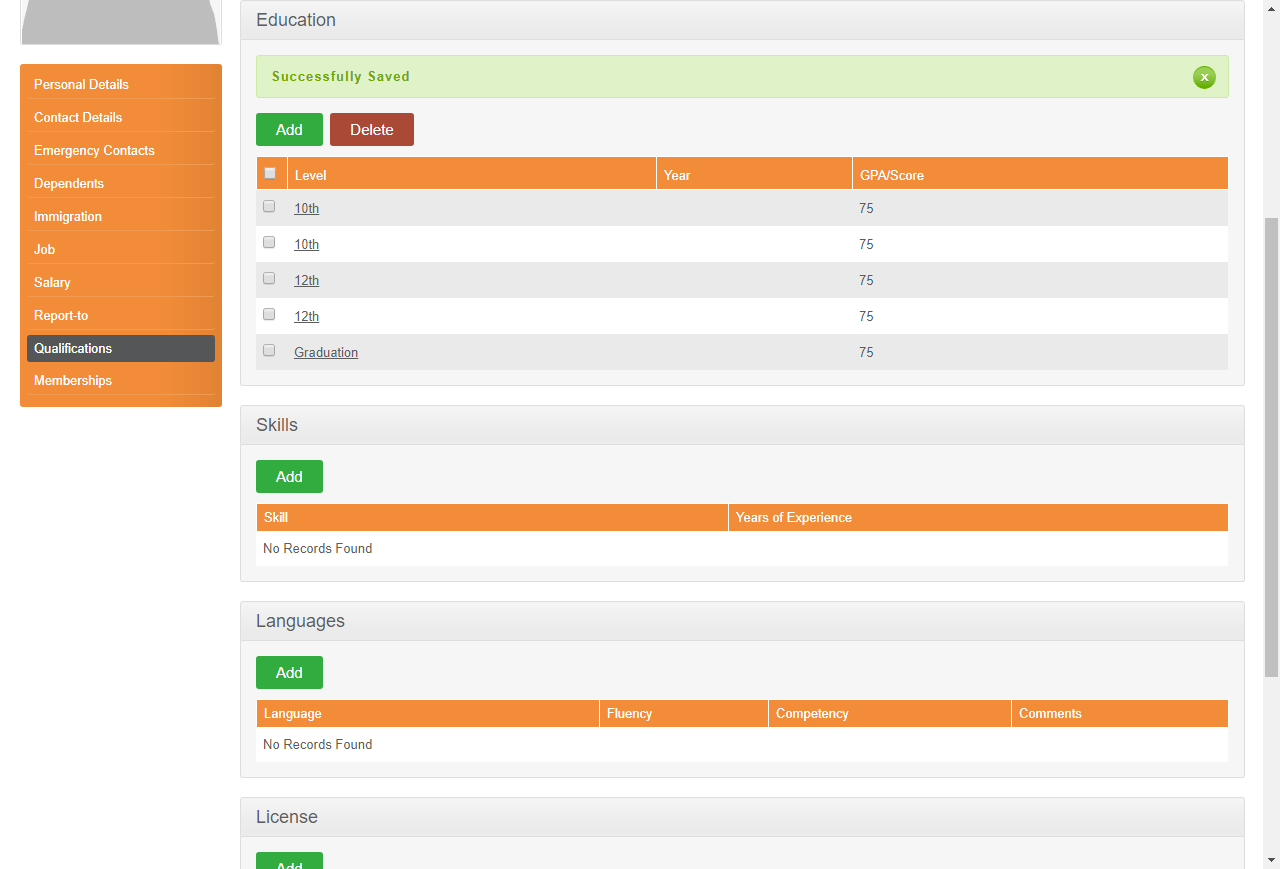 Education
Successfully Saved
x
Add Delete
Level Year GPA/Score
10th 75
10th 75
12th 75
12th 75
Graduation 75
Personal Details
Contact Details
Emergency Contacts
Dependents
Immigration
Job
Salary
Report-to
Qualifications
Memberships
Skills
Add
Skill Years of Experience
No Records Found
Languages
Add
Language Fluency Competency Comments
No Records Found
License
Add